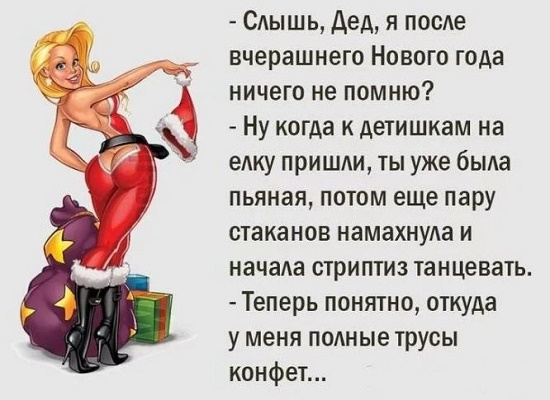 - Слышь, Дед, я после
вчерашнего Нового года
ничего не помню?
- Ну когда к детишкам на
елку пришли, ты уже была
пьяная, потом еще пару
стаканов намахнула и
начала стриптиз танцевать.
- Теперь понятно, откуда
у меня полные трусы
конфет...